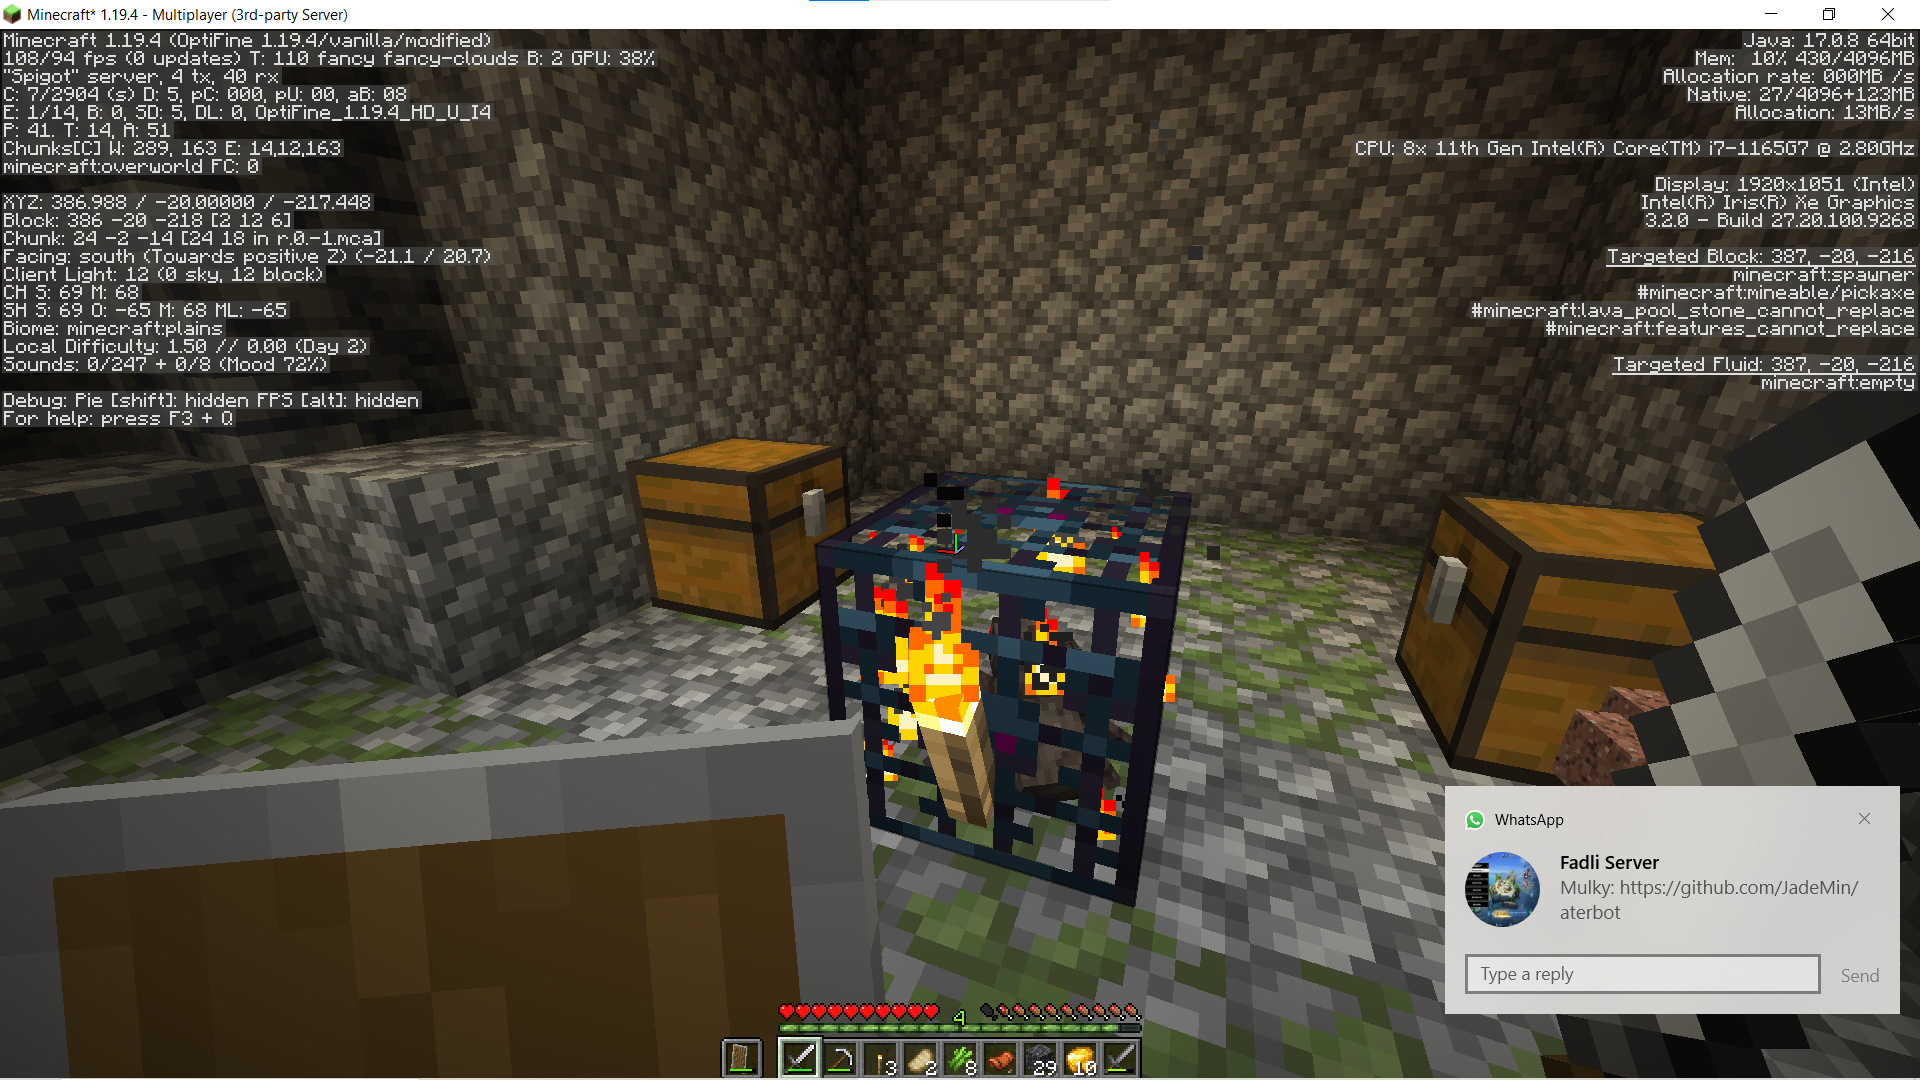 Minecraft* 1.19.4 - Multiplayer (3rd-party Server)
Minecraft 1.19.4 (OptiFine 1.19.4/vanilla/modified)
108/94 fps (0 updates) T: 110 fancy fancy-clouds B: 2 GPU: 38%
"Spigot" server, 4 tx, 40 rx
C: 7/2904 (s) D: 5, pC: 000, pU: 00, aB: 08
E: 1/14, B: 0, SD: 5, DL: 0, OptiFine_1.19.4_HD_U_I4
P: 41. T: 14, A: 51
Chunks[C] W: 289, 163 E: 14,12,163
minecraft:overworld FC: 0
XYZ: 386.988 / -20.00000 / -217.448
Block: 386 -20 -218 [2 12 6]
Chunk: 24 -2 -14 [24 18 in r.0.-1.mca]
Facing: south (Towards positive Z) (-21.1 / 20.7)
Client Light: 12 (0 sky, 12 block)
CH S: 69 M: 68
SH S: 69 O: -65 M: 68 ML: -65
Biome: minecraft:plains
Local Difficulty: 1.50 // 0.00 (Day 2)
Sounds: 0/247 + 0/8 (Mood 72%)
Debug: Pie [shift]: hidden FPS [alt]: hidden
For help: press F3 + Q
Java: 17.0.8 64bit
Mem: 10% 430/4096MB
Allocation rate: 000MB /s
Native: 27/4096+123MB
Allocation: 13MB/s
CPU: 8x 11th Gen Intel(R) Core(TM) i7-1165G7 @ 2.80GHz
Display: 1920x1051 (Intel)
Intel(R) Iris(R) Xe Graphics
3.2.0 - Build 27.20.100.9268
Targeted Block: 387, -20, -216
minecraft:spawner
#minecraft:mineable/pickaxe
#minecraft:lava_pool_stone_cannot_replace
#minecraft:features_cannot_replace
Targeted Fluid: 387, -20, -216
minecraft:empty
WhatsApp
Fadli Server
Mulky: https://github.com/JadeMin/
aterbot
Type a reply
Send
4
3 2 8 29 10